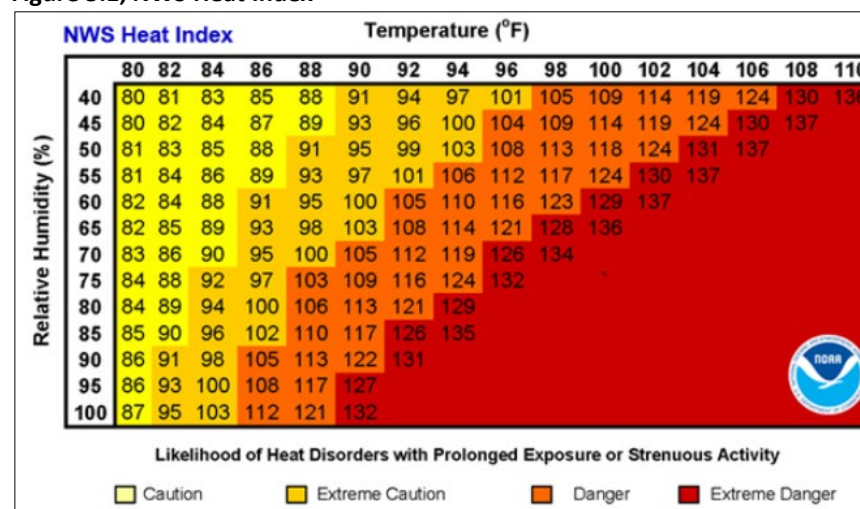 Figure NWS Heat Index
NWS Heat Index Temperature (°F)
80 82 84 86 88 90 92 94 96 98 100 102 104 106 108 110
40 80 81 83 85 88 91 94 97 101 105 109 114 119 124 130 136
45 80 82 84 87 89 93 96 100 104 109 114 119 124 130 137
50 81 83 85 88 91 95 99 103 108 113 118 124 131 137
55 81 84 86 89 93 97 101 106 112 117 124 130 137
60 82 84 88 91 95 100 105 110 116 123 129 137
65 82 85 89 93 98 103 108 114 121 128 136
70 83 86 90 95 100 105 112 119 126 134
75 84 88 92 97 103 109 116 124 132
80 84 89 94 100 106 113 121 129
85 85 90 96 102 110 117 126 135
90 86 91 98 105 113 122 131
95 86 93 100 108 117 127
100 87 95 103 112 121 132
Relative Humidity (%)
NOAA
Likelihood of Heat Disorders with Prolonged Exposure or Strenuous Activity
Caution Extreme Caution Danger Extreme Danger